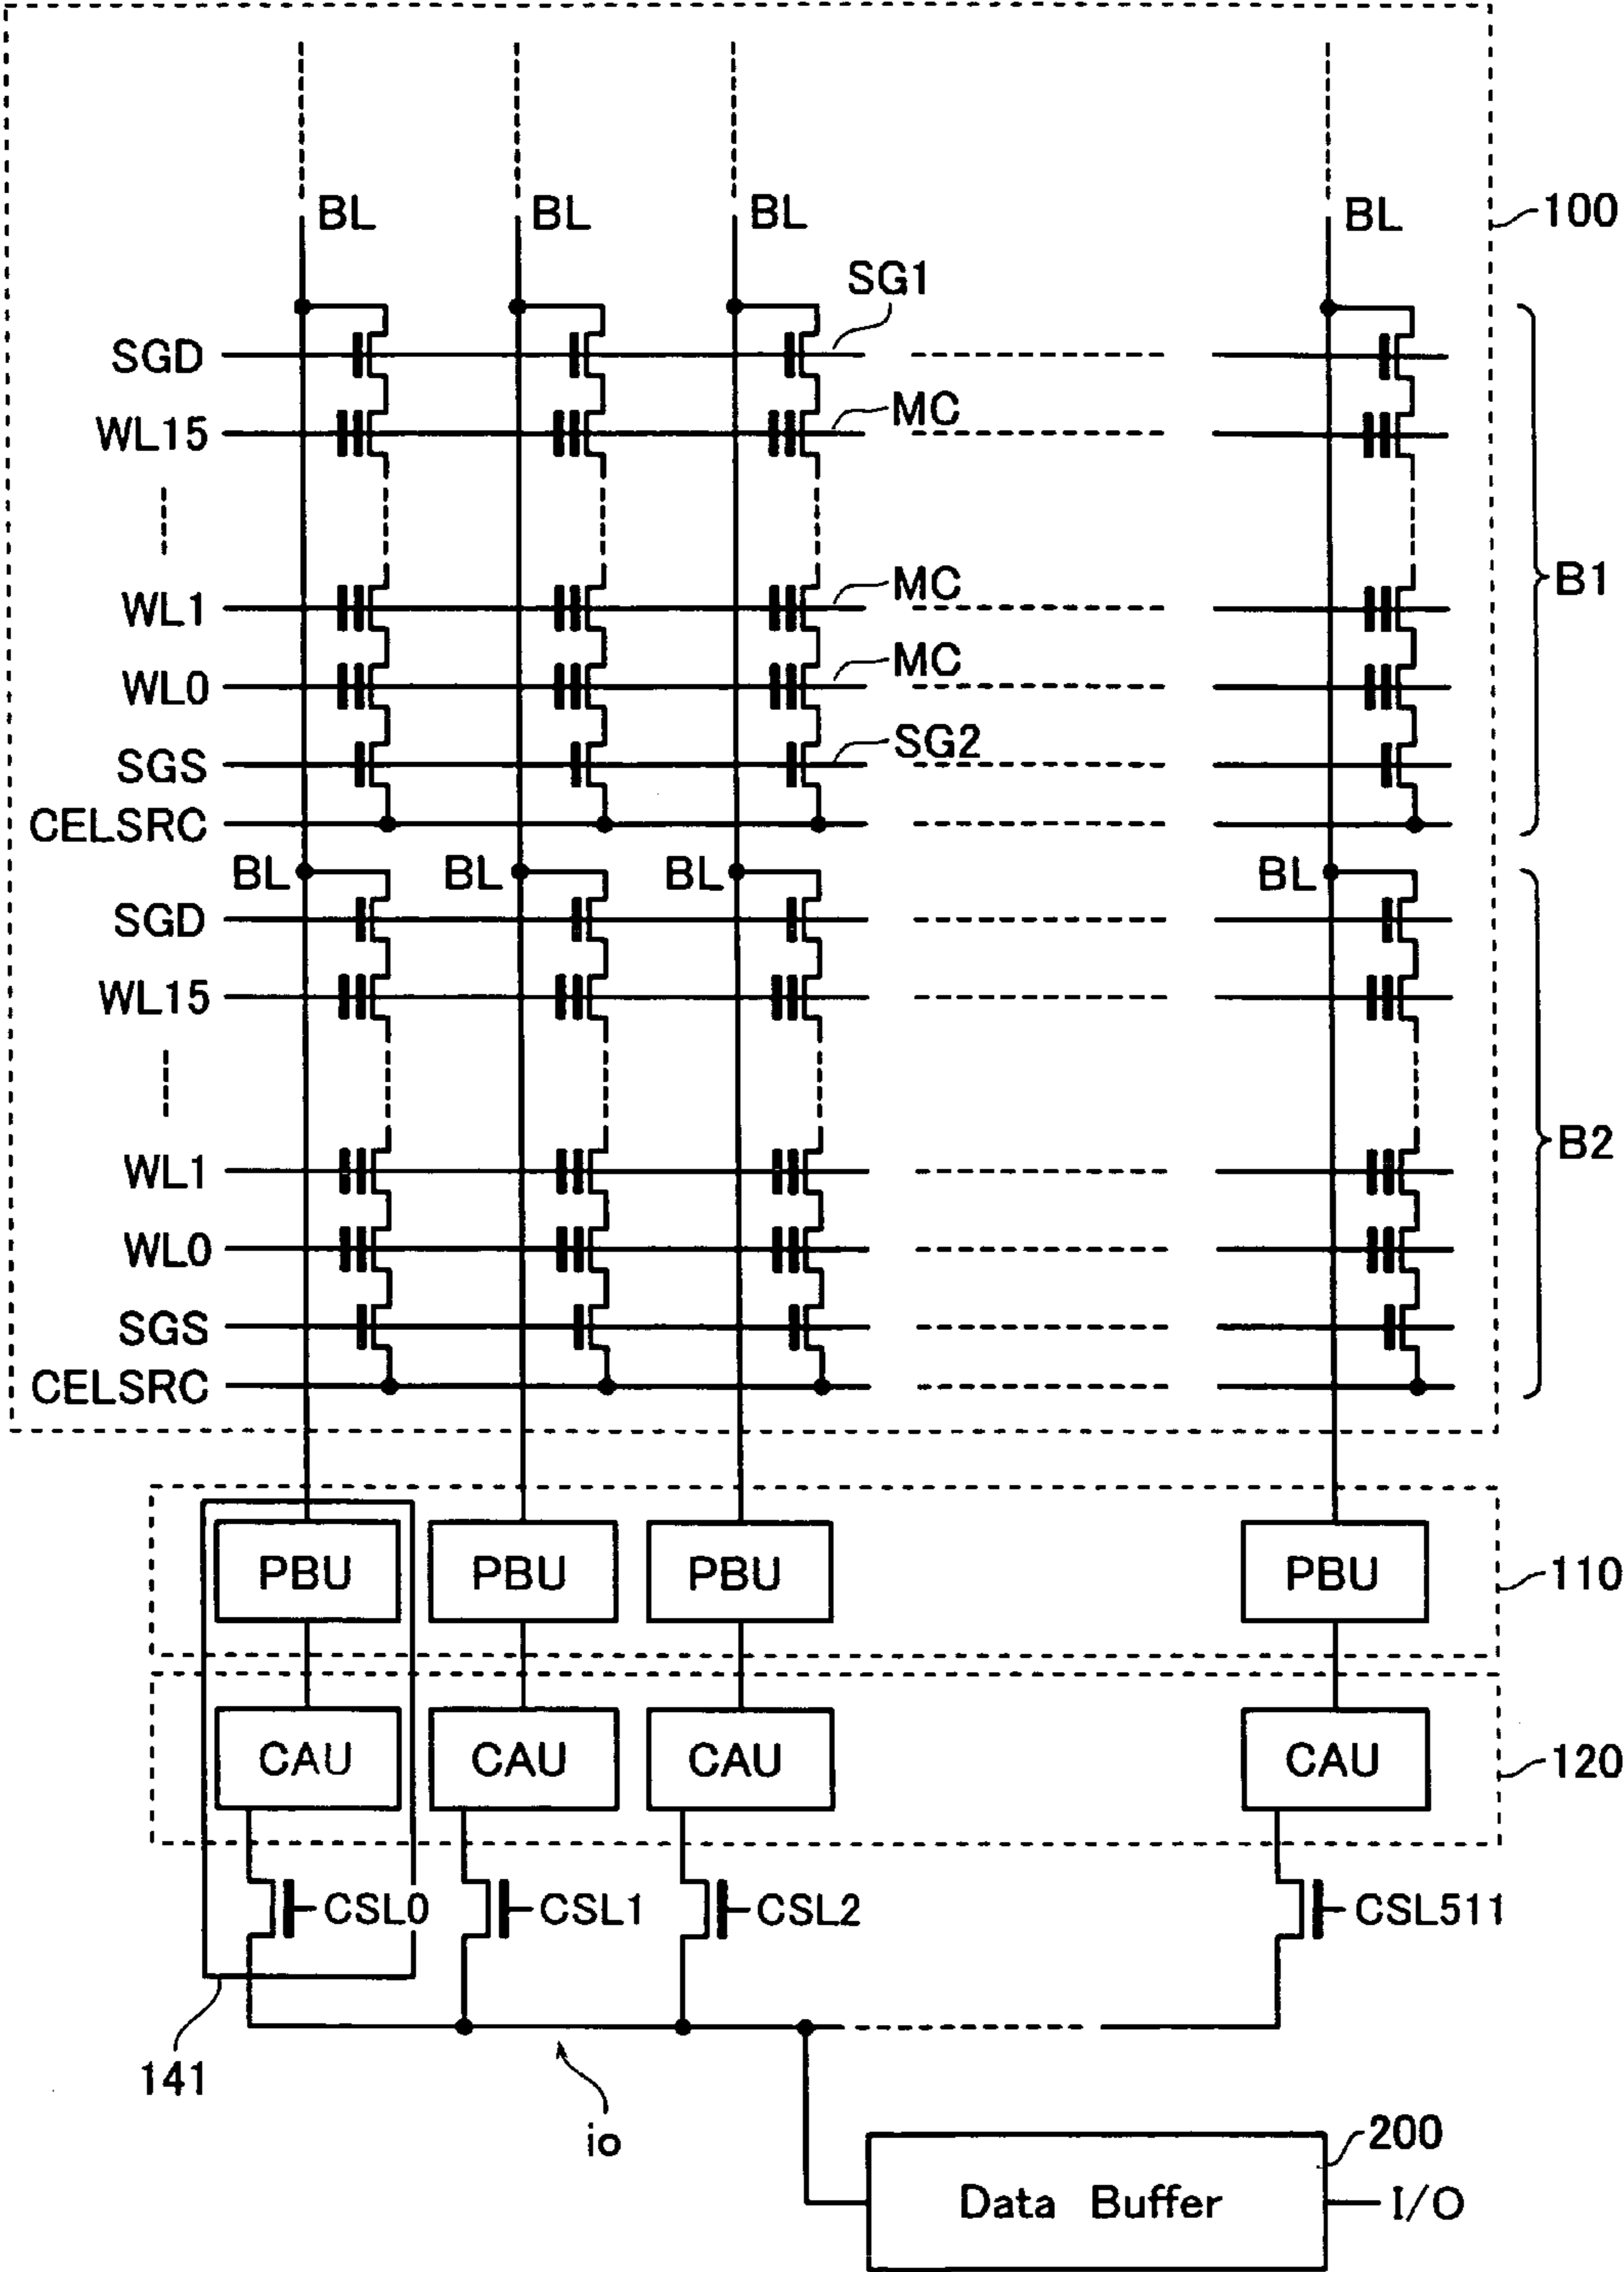 BL BL BL BL
100
SG1
SGD
WL15
MC
WL1
MC
B1
WL0
MC
SGS
SG2
CELSRC
BL BL BL BL
SGD
WL15
WL1
B2
WL0
SGS
CELSRC
PBU PBU PBU PBU
110
CAU CAU CAU CAU
120
CSL0 CSL1 CSL2 CSL511
141
io
200
Data Buffer
I/O